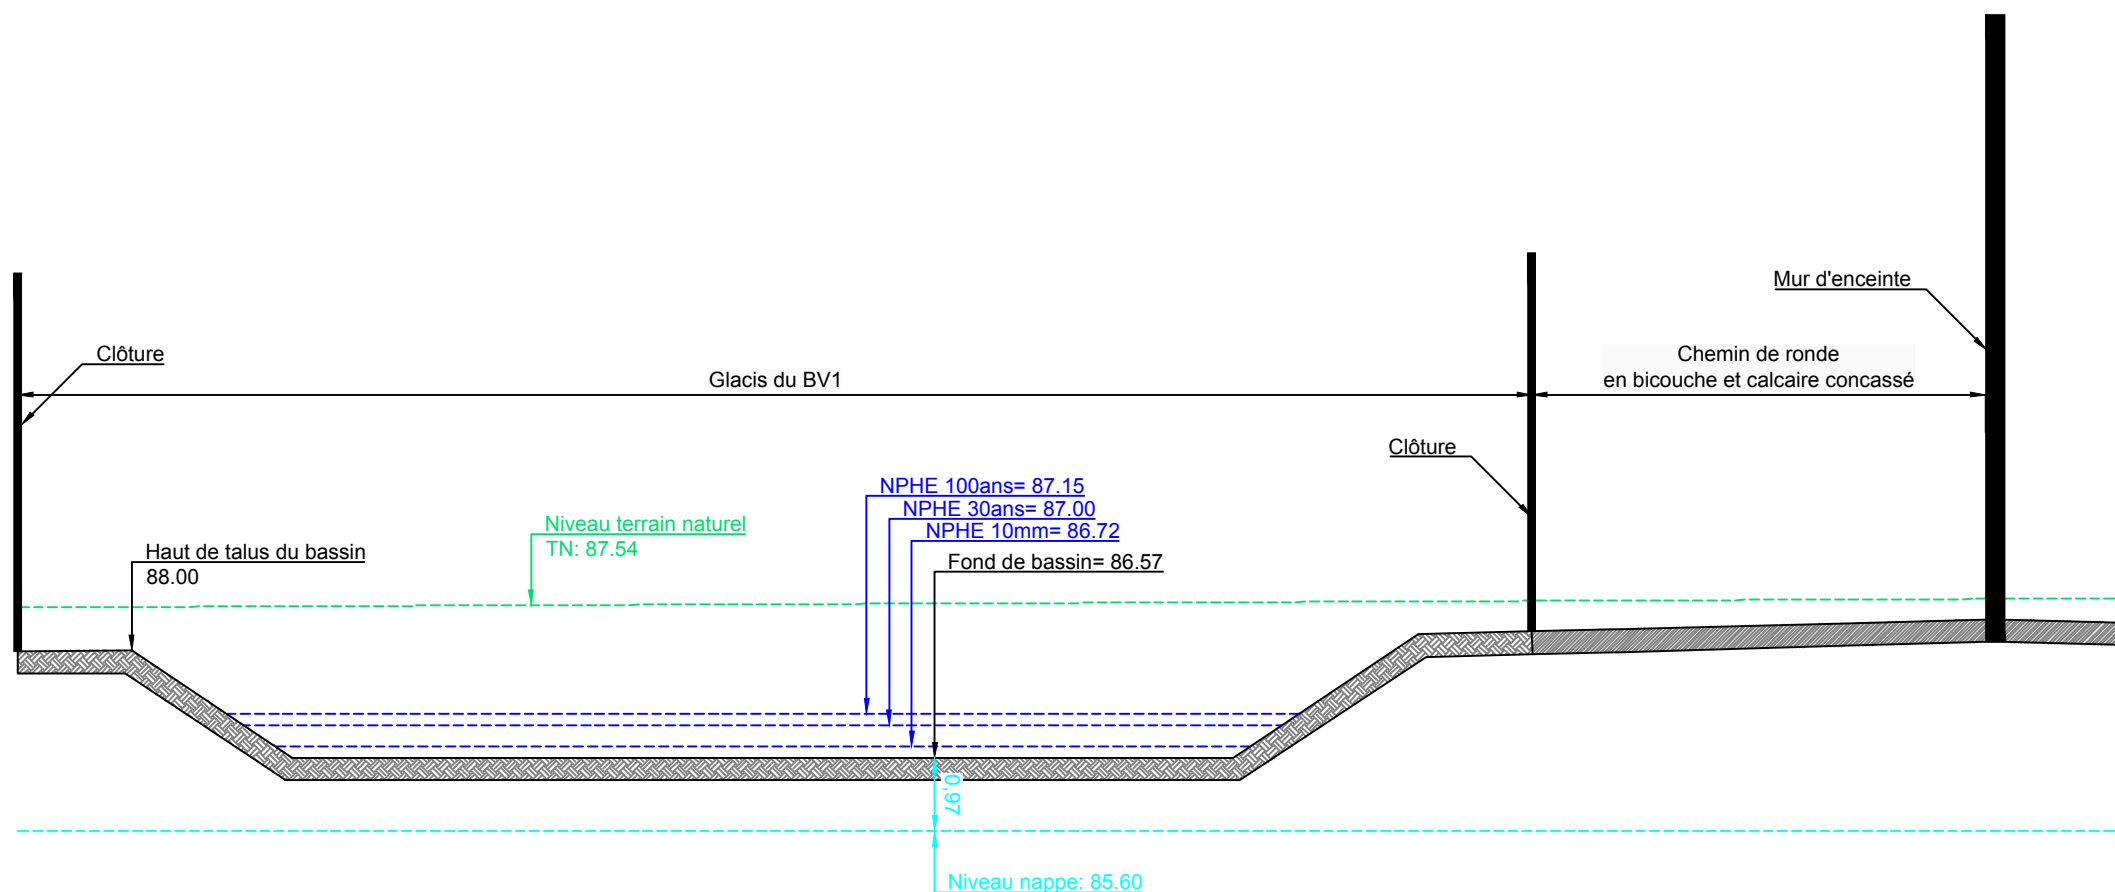 Mur d'enceinte
Clôture
Glacis du BV1
Chemin de ronde
en bicouche et calcaire concassé
Clôture
NPHE 100ans= 87.15
NPHE 30ans= 87.00
NPHE 10mm= 86.72
Niveau terrain naturel
TN: 87.54
Haut de talus du bassin
88.00
Fond de bassin= 86.57
0,97
Niveau nappe: 85.60